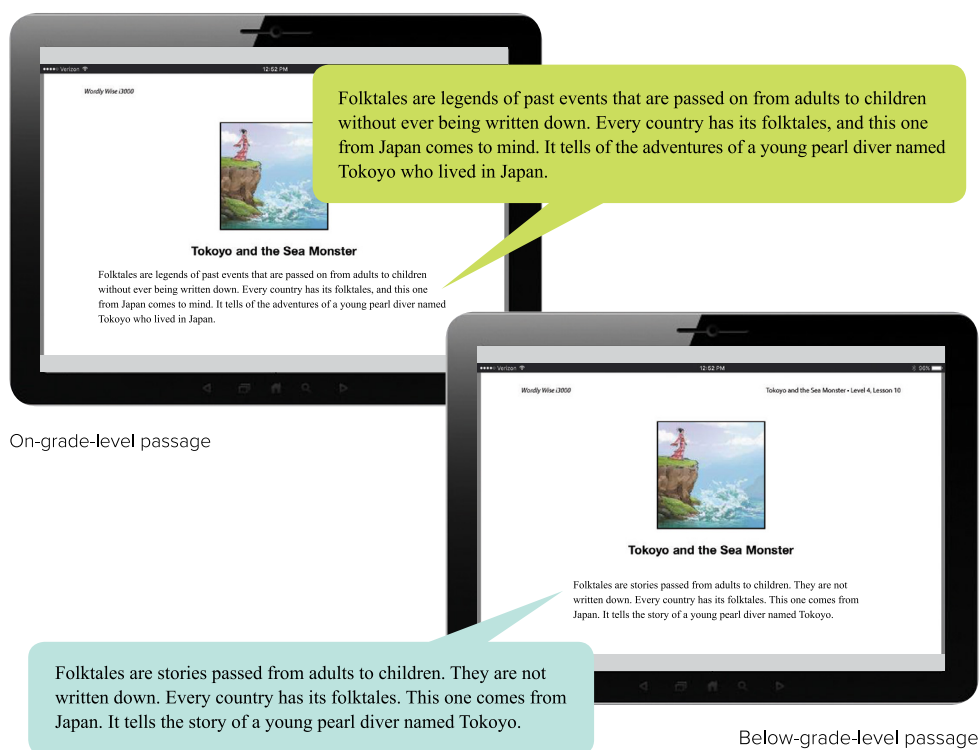 Verizon 12:52 PM
Wordly Wise i3000
Folktales are legends of past events that are passed on from adults to children
without ever being written down. Every country has its folktales, and this one
from Japan comes to mind. It tells of the adventures of a young pearl diver named
Tokoyo who lived in Japan.
Tokoyo and the Sea Monster
Folktales are legends of past events that are passed on from adults to children
without ever being written down. Every country has its folktales, and this one
from Japan comes to mind. It tells of the adventures of a young pearl diver named
Tokoyo who lived in Japan.
On-grade-level passage
Verizon 12:52 PM 96%
Wordly Wise i3000 Tokoyo and the Sea Monster • Level 4, Lesson 10
Tokoyo and the Sea Monster
Folktales are stories passed from adults to children. They are not
written down. Every country has its folktales. This one comes from
Japan. It tells the story of a young pearl diver named Tokoyo.
Folktales are stories passed from adults to children. They are not
written down. Every country has its folktales. This one comes from
Japan. It tells the story of a young pearl diver named Tokoyo.
Below-grade-level passage